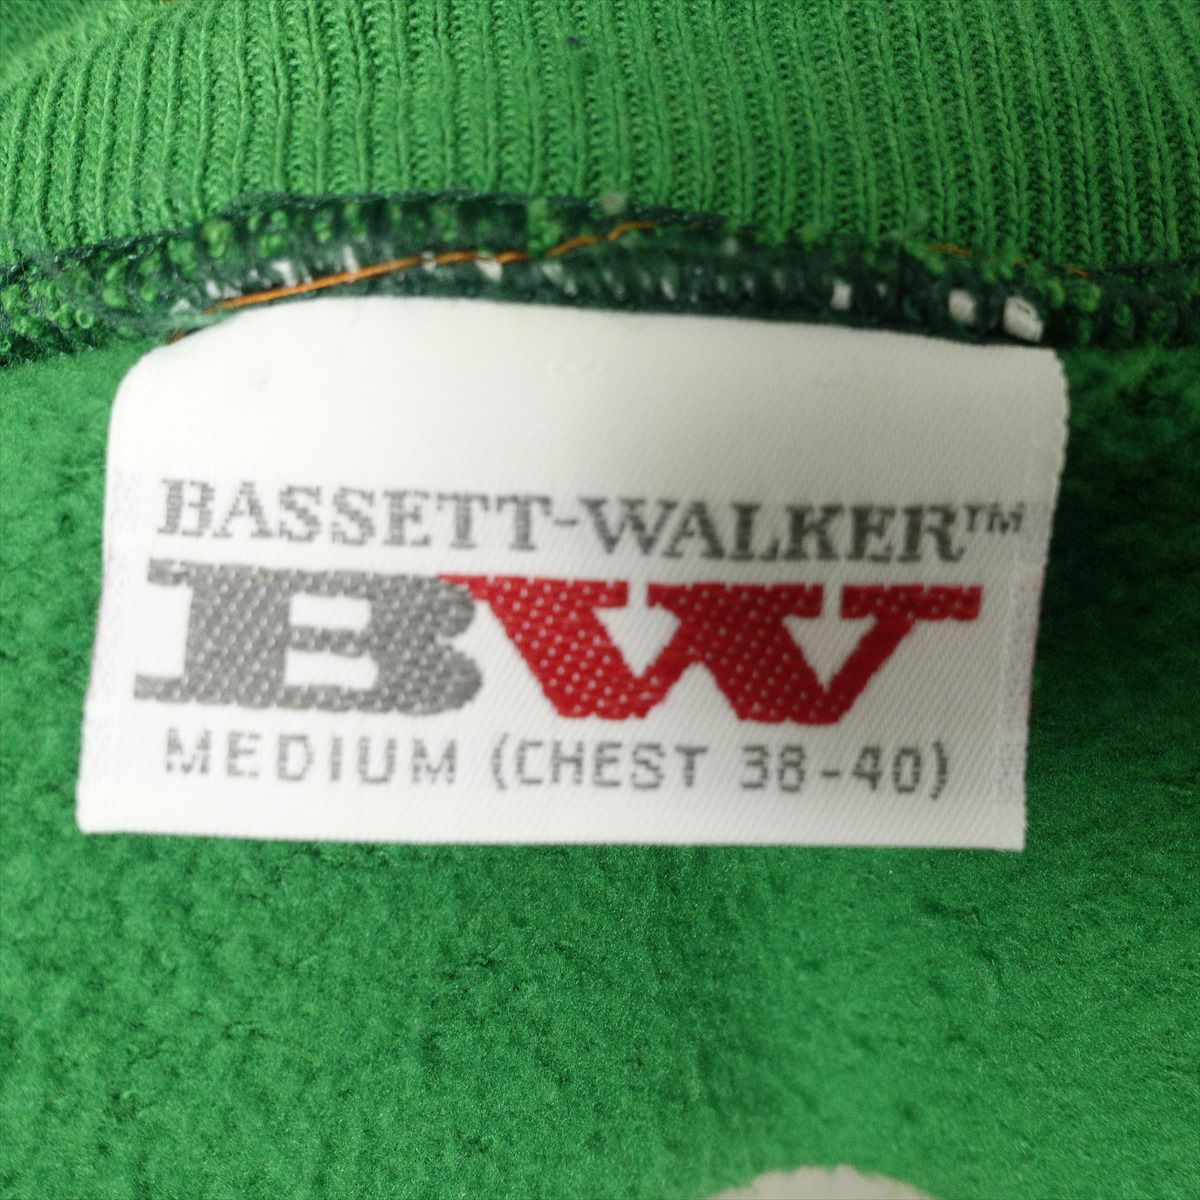 BASSETT-WALKER™
BW
MEDIUM (CHEST 38-40)